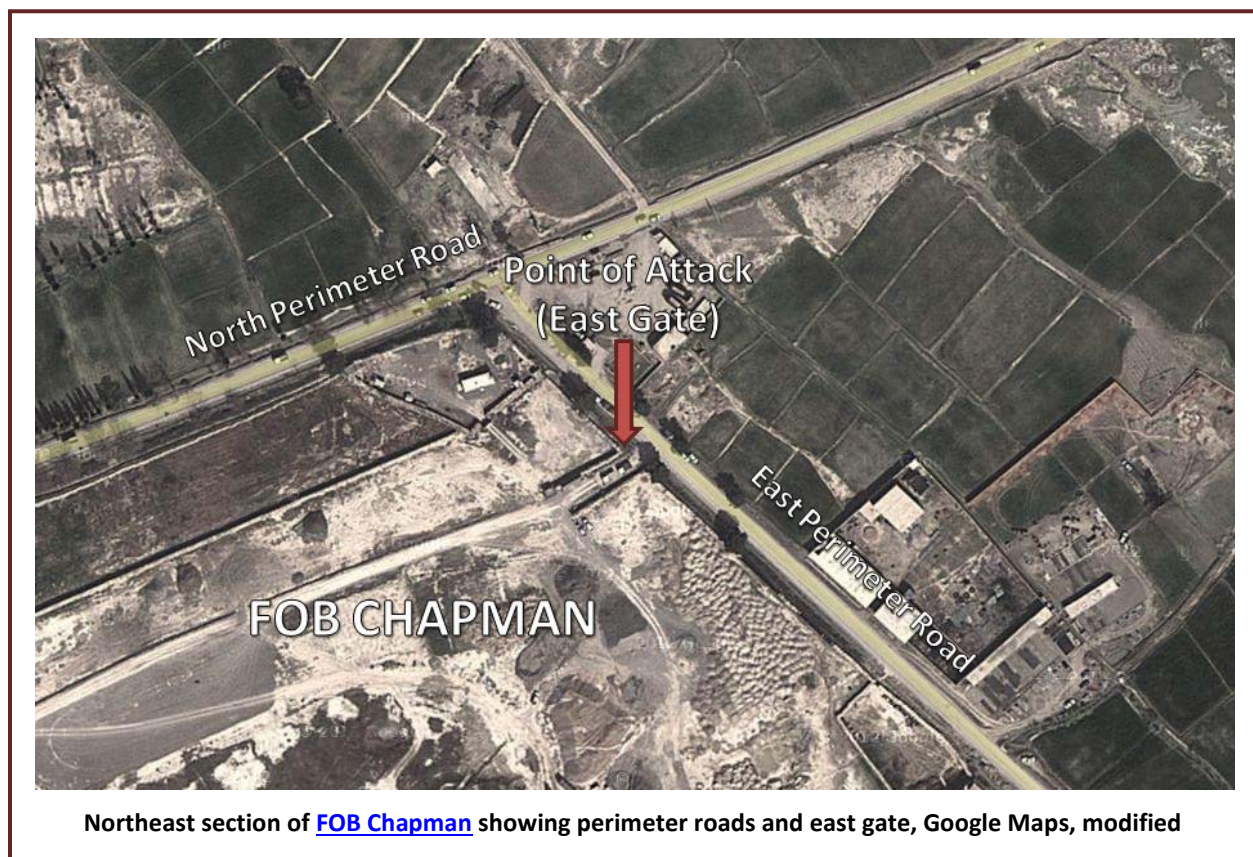 North Perimeter Road
Point of Attack
(East Gate)
East Perimeter Road
FOB CHAPMAN
Northeast section of FOB Chapman showing perimeter roads and east gate, Google Maps, modified